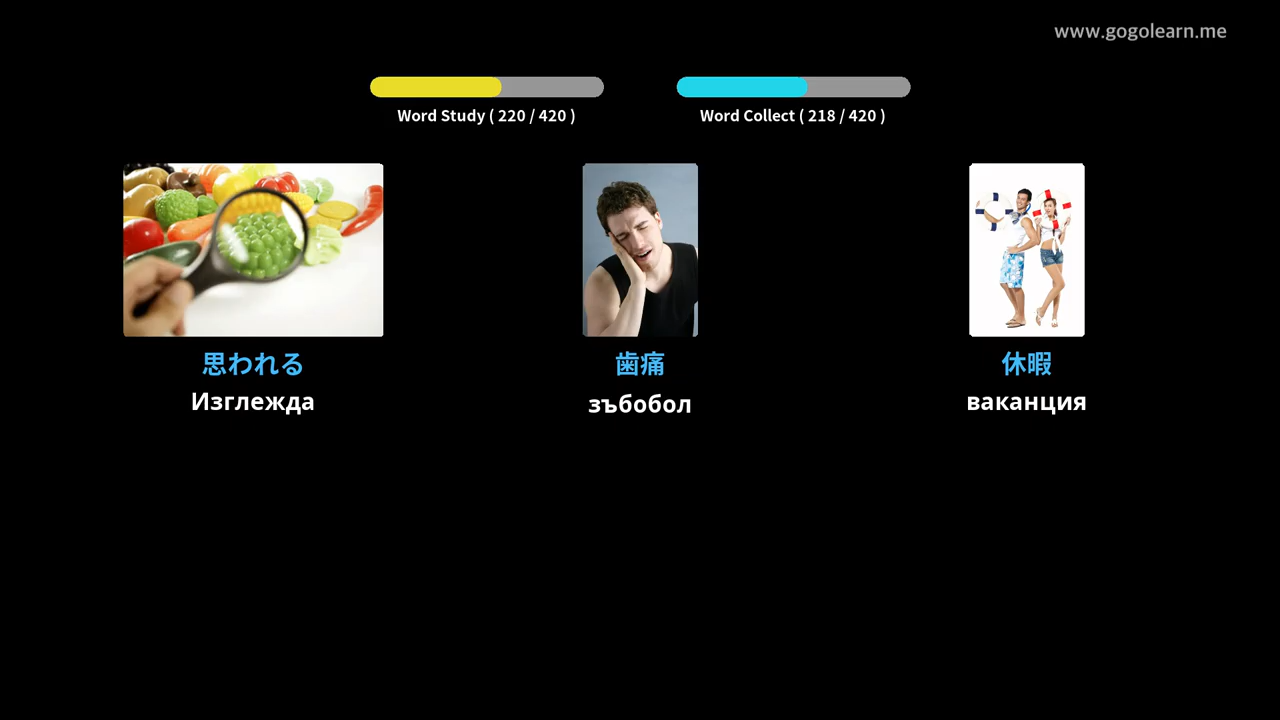 www.gogolearn.me
Word Study ( 220 / 420 )
Word Collect ( 218 / 420 )
思われる
歯痛
休暇
Изглежда
зъбобол
ваканция